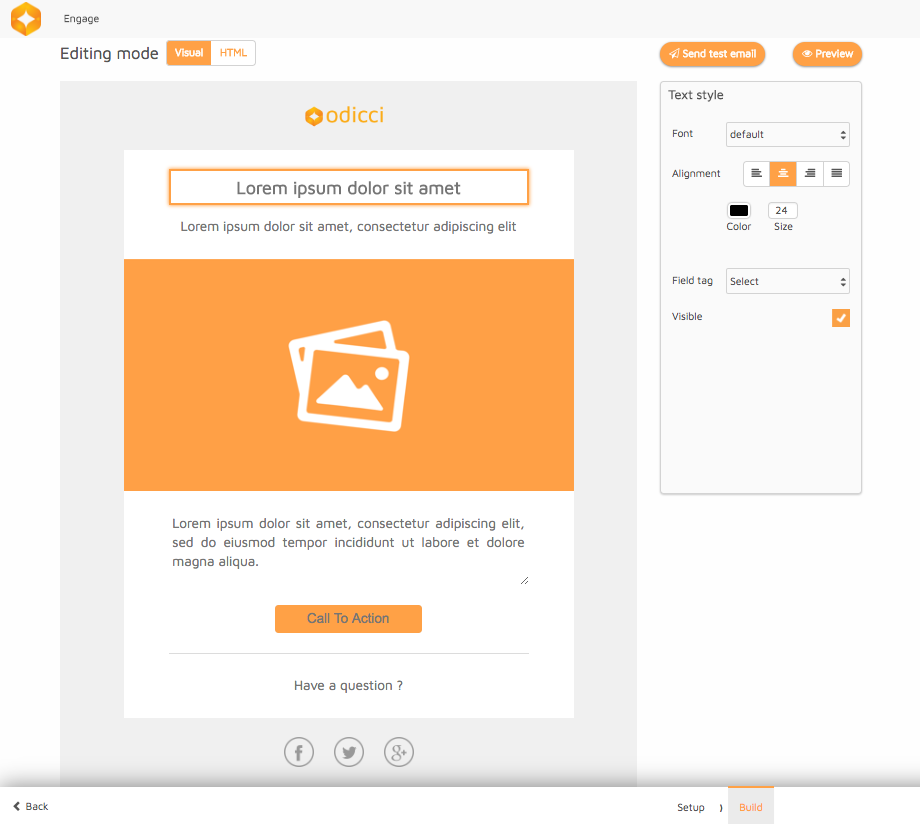 Engage
Editing mode Visual HTML
Send test email Preview
odicci
Lorem ipsum dolor sit amet
Lorem ipsum dolor sit amet, consectetur adipiscing elit
Lorem ipsum dolor sit amet, consectetur adipiscing elit,
sed do eiusmod tempor incididunt ut labore et dolore
magna aliqua.
Call To Action
Have a question ?
f g+
Text style
Font default
Alignment
24
Color Size
Field tag Select
Visible
Back
Setup Build